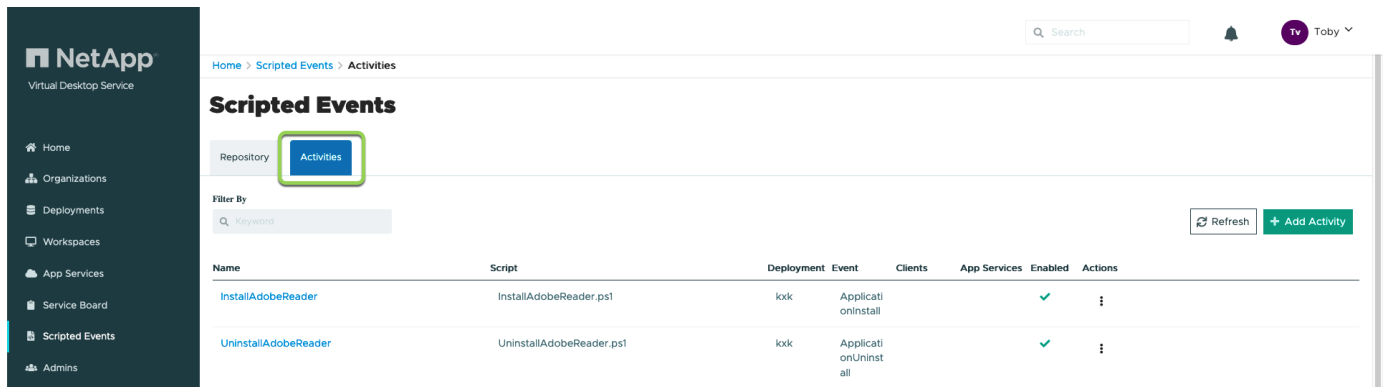 Search
Tv
Toby
NetApp
Virtual Desktop Service
Home > Scripted Events > Activities
Scripted Events
Home
Organizations
Deployments
Workspaces
App Services
Service Board
Scripted Events
Admins
Repository
Activities
Filter By
Keyword
Refresh
+ Add Activity
Name Script Deployment Event Clients App Services Enabled Actions
InstallAdobeReader InstallAdobeReader.ps1 kxk Applicati
onInstall
UninstallAdobeReader UninstallAdobeReader.ps1 kxk Applicati
onUninst
all